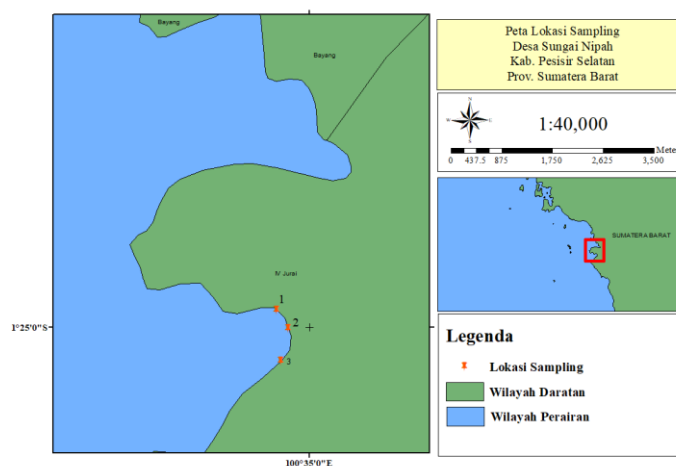 Bayang
Bayang
IV Jurai
1
2
3
1°25'0"S
100°35'0"E
Peta Lokasi Sampling
Desa Sungai Nipah
Kab. Pesisir Selatan
Prov. Sumatera Barat
N
1:40,000
Mete
0 437.5 875 1,750 2,625 3,500
SUMATERA BARAT
Legenda
Lokasi Sampling
Wilayah Daratan
Wilayah Perairan